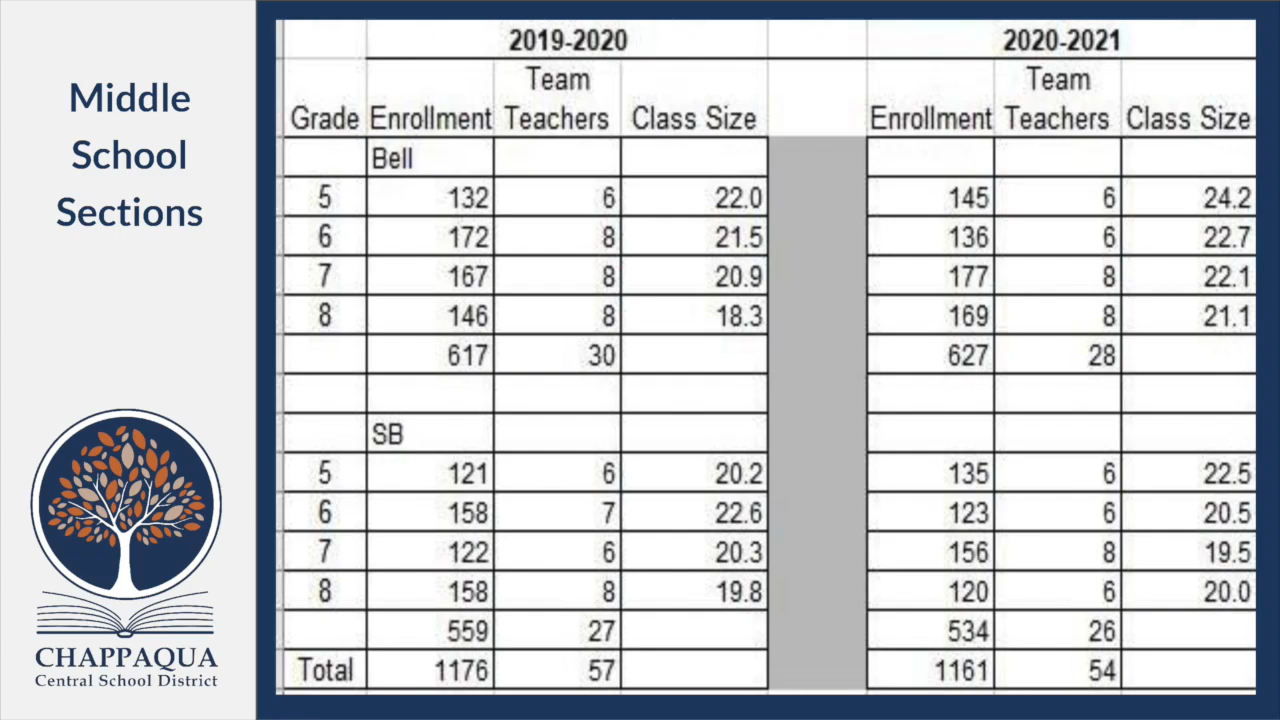 Middle
School
Sections
CHAPPAQUA
Central School District
2019-2020 2020-2021
Team Team
Grade Enrollment Teachers Class Size Enrollment Teachers Class Size
Bell
5 132 6 22.0 145 6 24.2
6 172 8 21.5 136 6 22.7
7 167 8 20.9 177 8 22.1
8 146 8 18.3 169 8 21.1
617 30 627 28
SB
5 121 6 20.2 135 6 22.5
6 158 7 22.6 123 6 20.5
7 122 6 20.3 156 8 19.5
8 158 8 19.8 120 6 20.0
559 27 534 26
Total 1176 57 1161 54